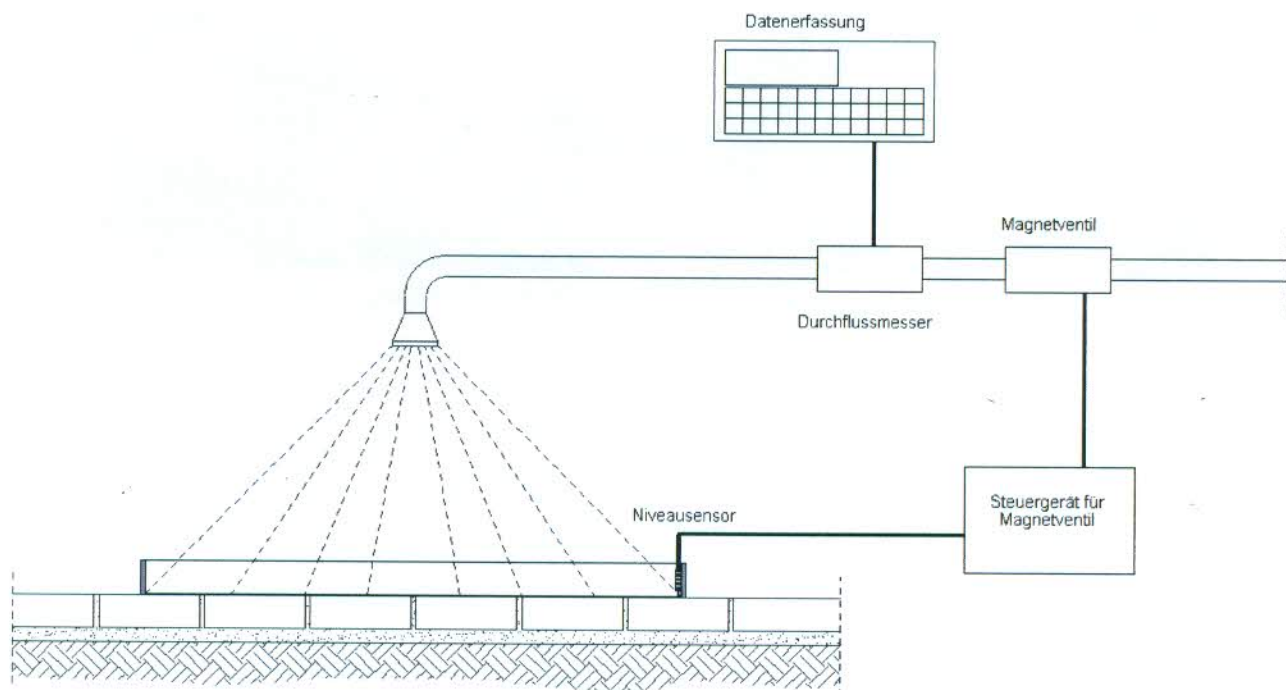 Datenerfassung
Magnetventil
Durchflussmesser
Niveausensor
Steuergerät für
Magnetventil